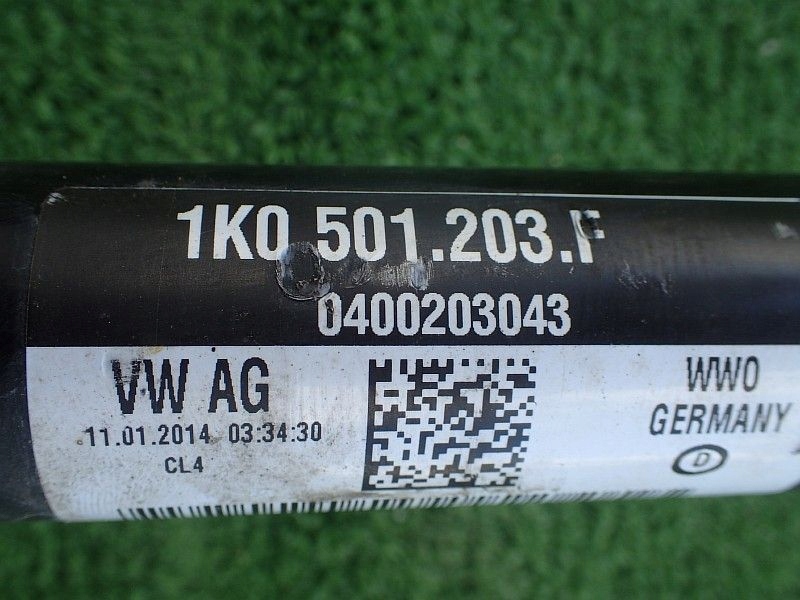 1K0 501.203.F
0400203043
VW AG
11.01.2014 03:34:30
CL4
WWO
GERMANY
D